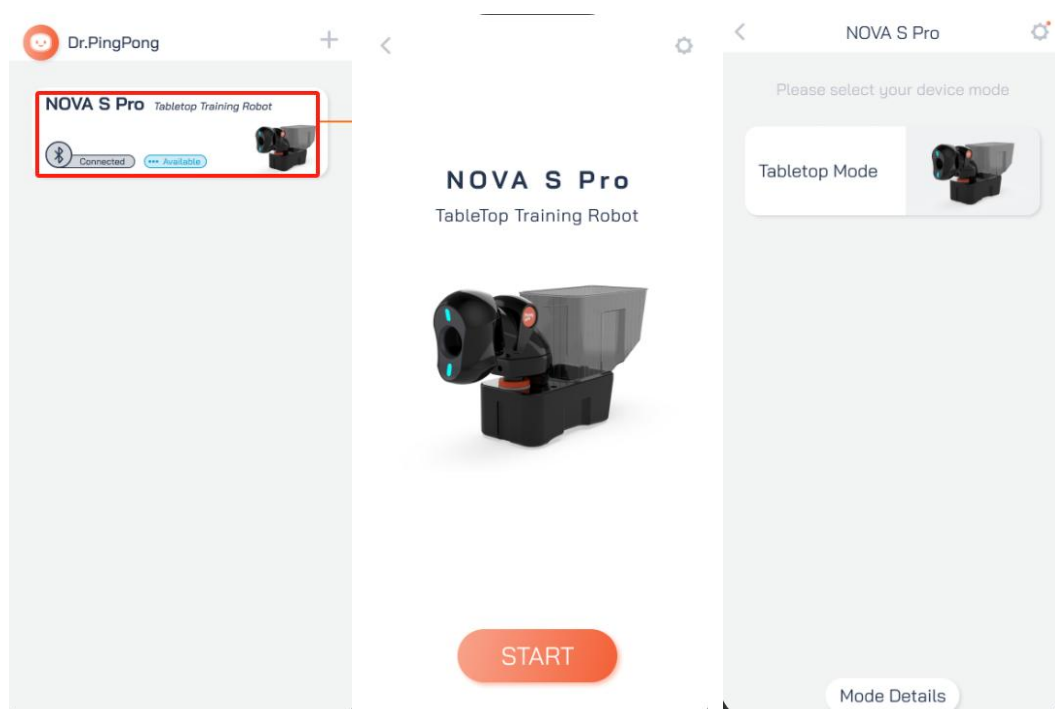 Dr.PingPong
NOVA S Pro Tabletop Training Robot
Connected ••• Available
NOVA S Pro
TableTop Training Robot
START
NOVA S Pro
Please select your device mode
Tabletop Mode
Mode Details